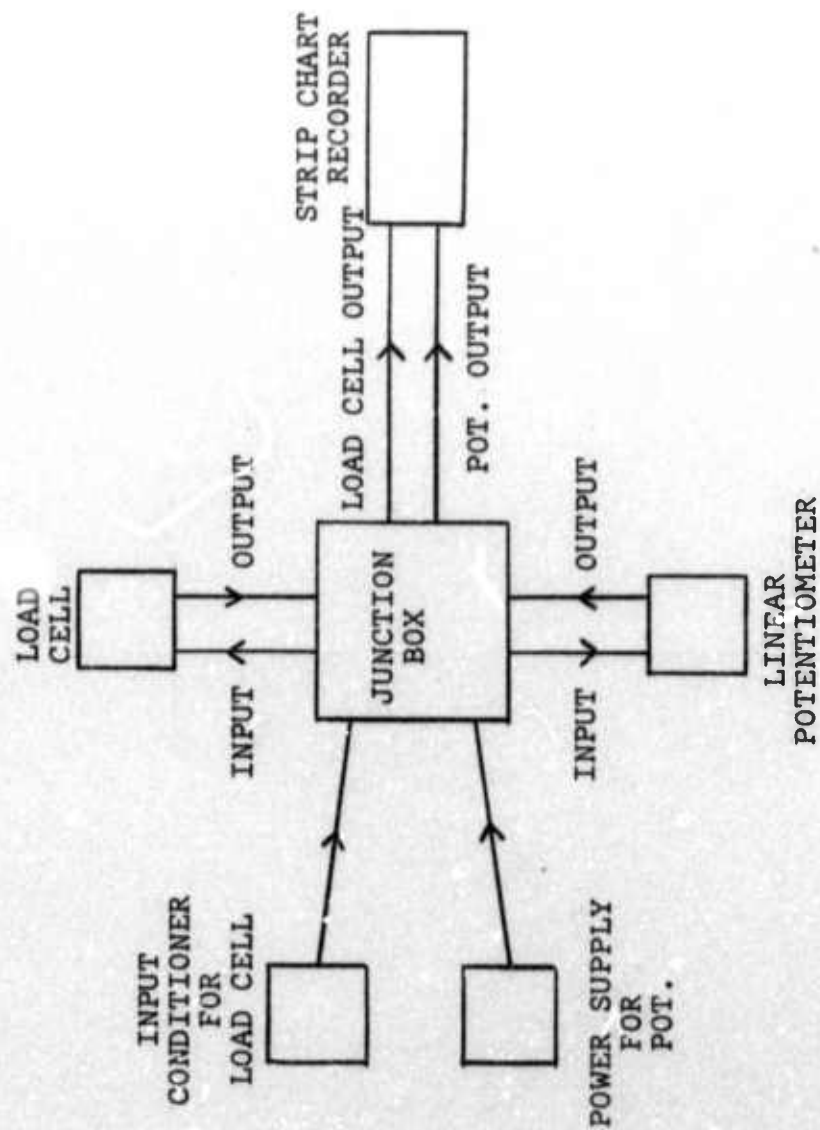 LOAD
CELL
INPUT
CONDITIONER
FOR
LOAD CELL
INPUT
OUTPUT
STRIP CHART
RECORDER
LOAD CELL OUTPUT
JUNCTION
BOX
POT. OUTPUT
INPUT
OUTPUT
POWER SUPPLY
FOR
POT.
LINEAR
POTENTIOMETER